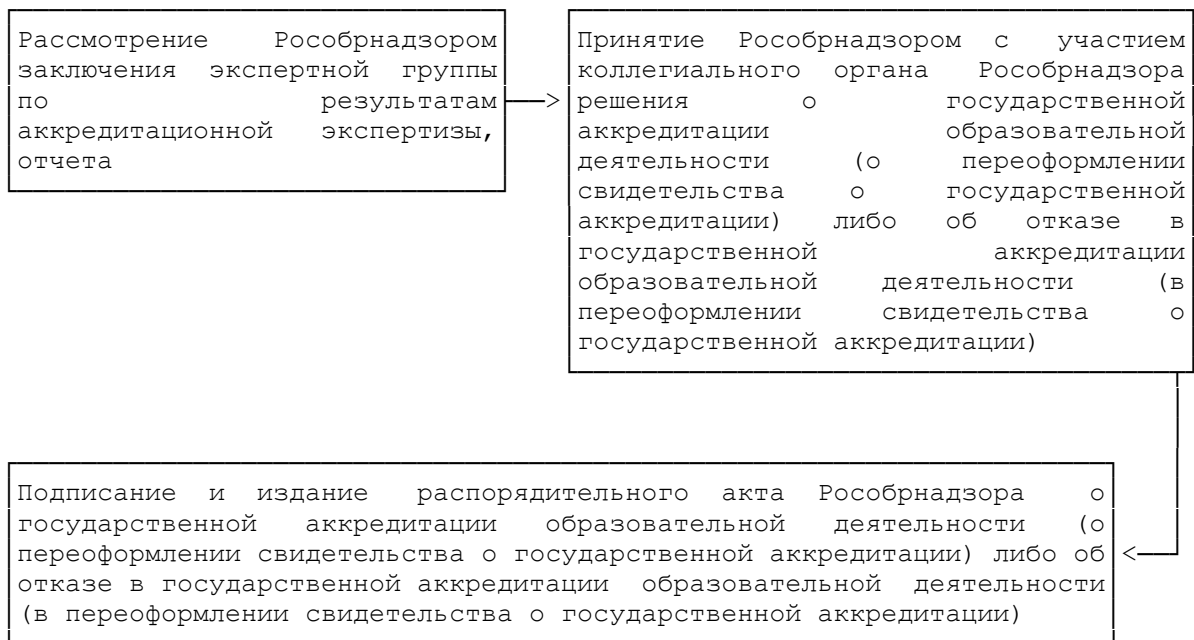 Рассмотрение Рособрнадзором
заключения экспертной группы
по результатам
аккредитационной экспертизы,
отчета
Принятие Рособрнадзором с участием
коллегиального органа Рособрнадзора
решения о государственной
аккредитации образовательной
деятельности (о переоформлении
свидетельства о государственной
аккредитации) либо об отказе в
государственной аккредитации
образовательной деятельности (в
переоформлении свидетельства о
государственной аккредитации)
Подписание и издание распорядительного акта Рособрнадзора о
государственной аккредитации образовательной деятельности (о
переоформлении свидетельства о государственной аккредитации) либо об
отказе в государственной аккредитации образовательной деятельности
(в переоформлении свидетельства о государственной аккредитации)